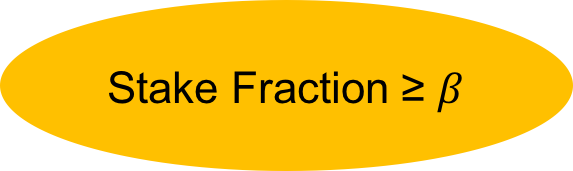 Stake Fraction ≥ β